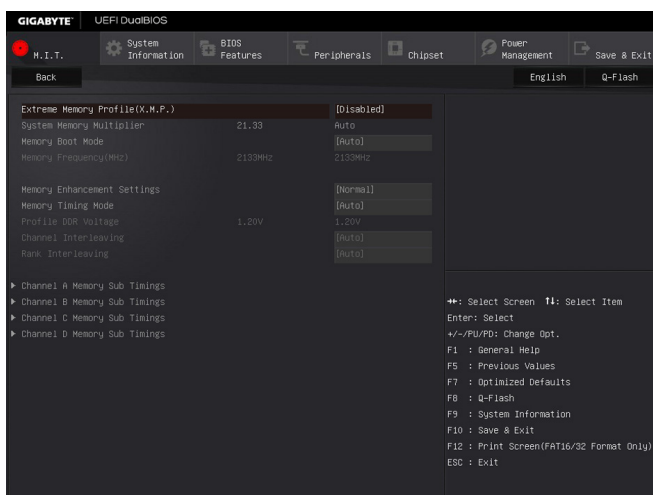 GIGABYTE™ UEFI DualBIOS
M.I.T. System Information BIOS Features Peripherals Chipset Power Management Save & Exit
Back English Q-Flash
Extreme Memory Profile(X.M.P.) [Disabled]
System Memory Multiplier 21.33 Auto
Memory Boot Mode [Auto]
Memory Frequency(MHz) 2133MHz 2133MHz
Memory Enhancement Settings [Normal]
Memory Timing Mode [Auto]
Profile DDR Voltage 1.20V 1.20V
Channel Interleaving [Auto]
Rank Interleaving [Auto]
Channel A Memory Sub Timings
Channel B Memory Sub Timings
Channel C Memory Sub Timings
Channel D Memory Sub Timings
→←: Select Screen ↑↓: Select Item
Enter: Select
+/-/PU/PD: Change Opt.
F1 : General Help
F5 : Previous Values
F7 : Optimized Defaults
F8 : Q-Flash
F9 : System Information
F10 : Save & Exit
F12 : Print Screen(FAT16/32 Format Only)
ESC : Exit